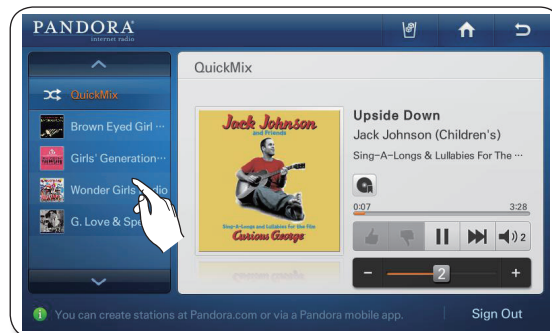 PANDORA®
internet radio
QuickMix
QuickMix
Brown Eyed Girl ...
Girls' Generation...
Wonder Girls dio
G. Love & Spe
Jack Johnson
and Friends
Sing-A-Longs and Lullabies for the film
Curious George
Upside Down
Jack Johnson (Children's)
Sing-A-Longs & Lullabies For The ...
0:07 3:28
2
- 2 +
You can create stations at Pandora.com or via a Pandora mobile app.
Sign Out